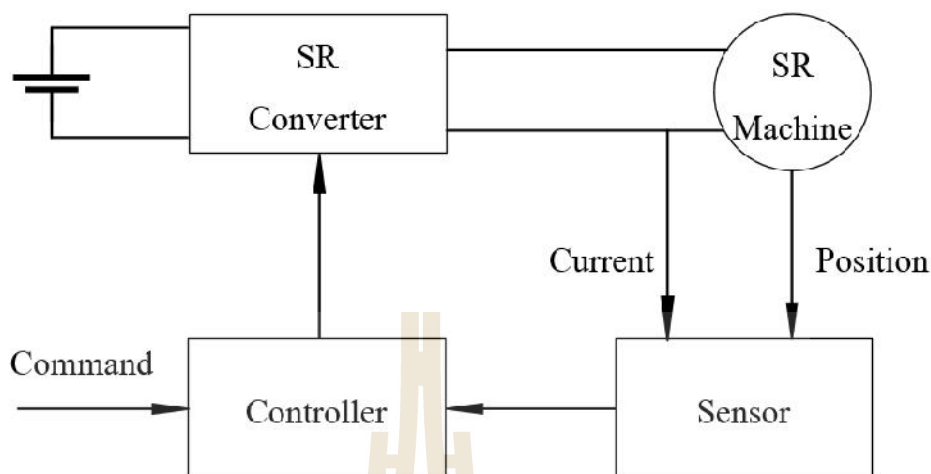 SR
Converter
SR
Machine
Current
Position
Command
Controller
Sensor